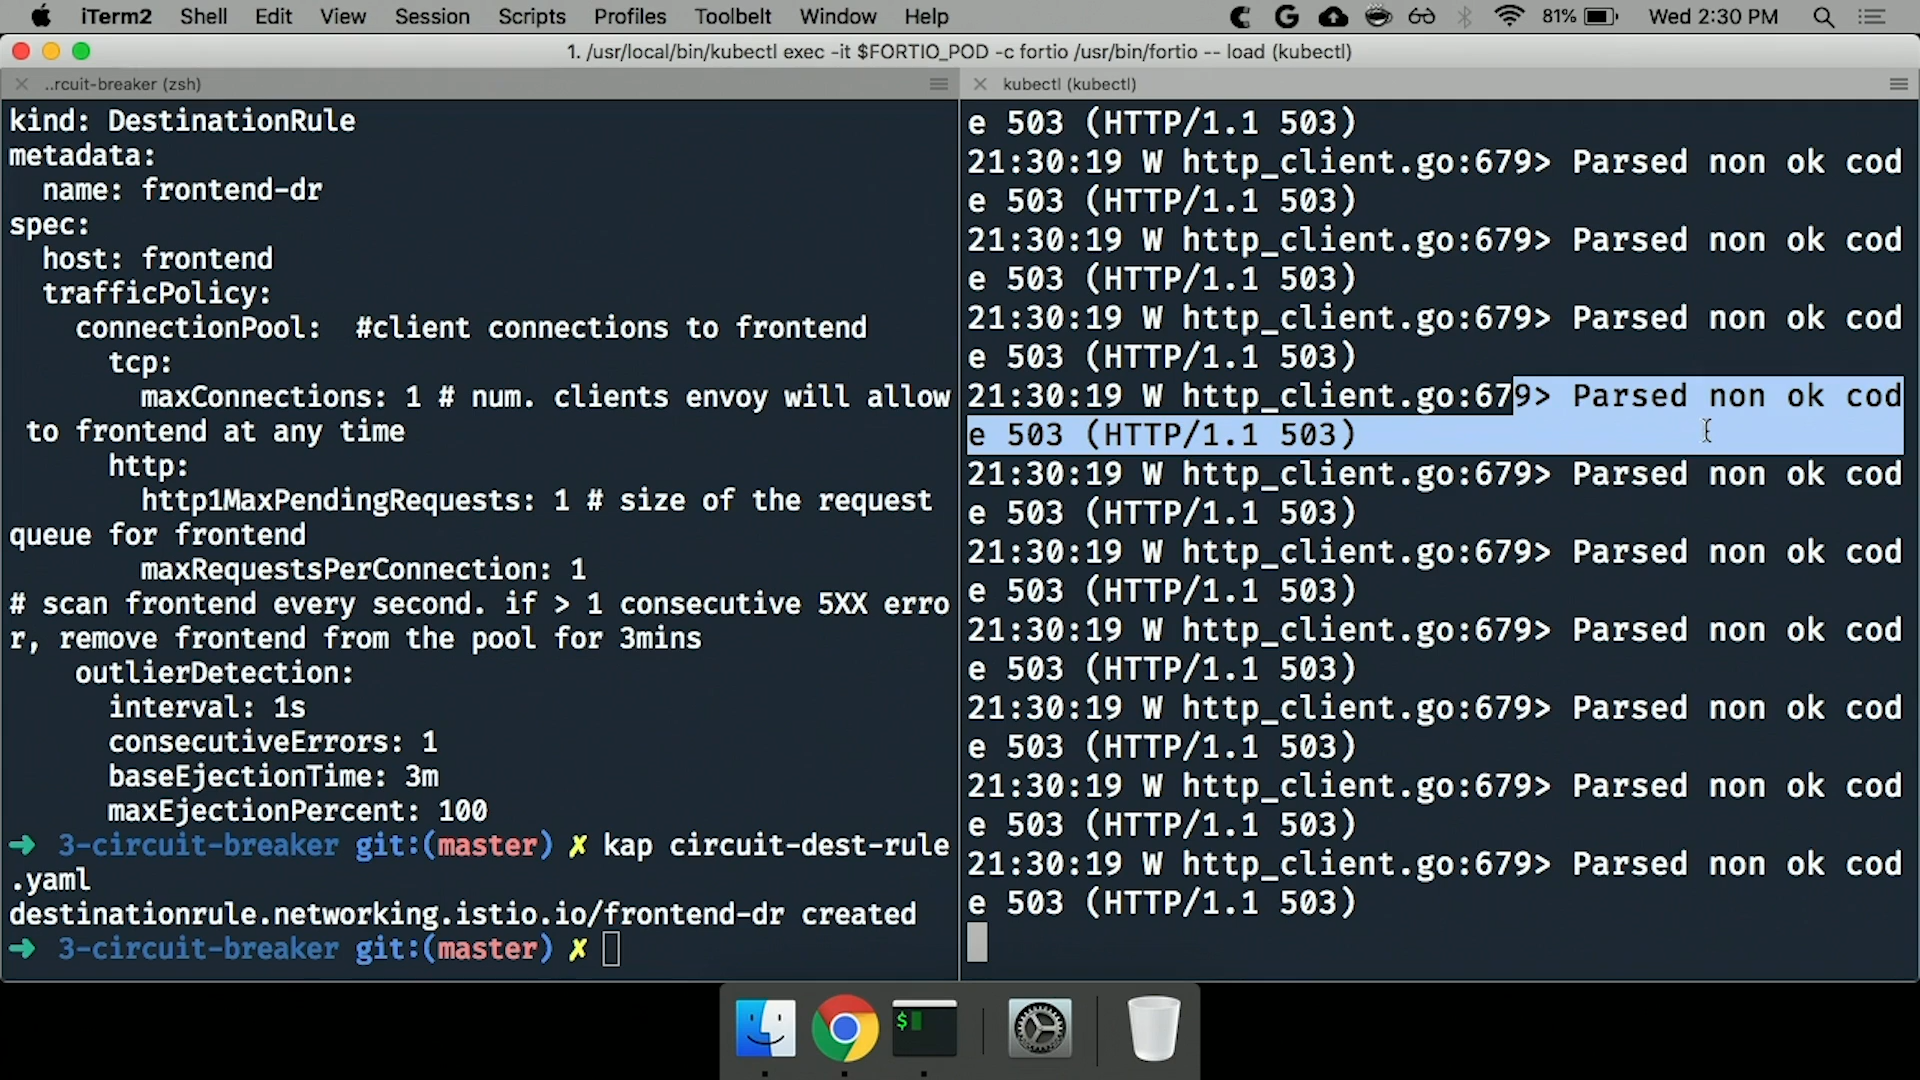 iTerm2 Shell Edit View Session Scripts Profiles Toolbelt Window Help 81% Wed 2:30 PM
1. /usr/local/bin/kubectl exec -it $FORTIO_POD -c fortio /usr/bin/fortio -- load (kubectl)
..rcuit-breaker (zsh)
kind: DestinationRule
metadata:
  name: frontend-dr
spec:
  host: frontend
  trafficPolicy:
    connectionPool:  #client connections to frontend
      tcp:
        maxConnections: 1 # num. clients envoy will allow
 to frontend at any time
      http:
        http1MaxPendingRequests: 1 # size of the request
queue for frontend
        maxRequestsPerConnection: 1
# scan frontend every second. if > 1 consecutive 5XX erro
r, remove frontend from the pool for 3mins
    outlierDetection:
      interval: 1s
      consecutiveErrors: 1
      baseEjectionTime: 3m
      maxEjectionPercent: 100
➜ 3-circuit-breaker git:(master) ✗ kap circuit-dest-rule
.yaml
destinationrule.networking.istio.io/frontend-dr created
➜ 3-circuit-breaker git:(master) ✗
kubectl (kubectl)
e 503 (HTTP/1.1 503)
21:30:19 W http_client.go:679> Parsed non ok cod
e 503 (HTTP/1.1 503)
21:30:19 W http_client.go:679> Parsed non ok cod
e 503 (HTTP/1.1 503)
21:30:19 W http_client.go:679> Parsed non ok cod
e 503 (HTTP/1.1 503)
21:30:19 W http_client.go:679> Parsed non ok cod
e 503 (HTTP/1.1 503)
21:30:19 W http_client.go:679> Parsed non ok cod
e 503 (HTTP/1.1 503)
21:30:19 W http_client.go:679> Parsed non ok cod
e 503 (HTTP/1.1 503)
21:30:19 W http_client.go:679> Parsed non ok cod
e 503 (HTTP/1.1 503)
21:30:19 W http_client.go:679> Parsed non ok cod
e 503 (HTTP/1.1 503)
21:30:19 W http_client.go:679> Parsed non ok cod
e 503 (HTTP/1.1 503)
21:30:19 W http_client.go:679> Parsed non ok cod
e 503 (HTTP/1.1 503)
$